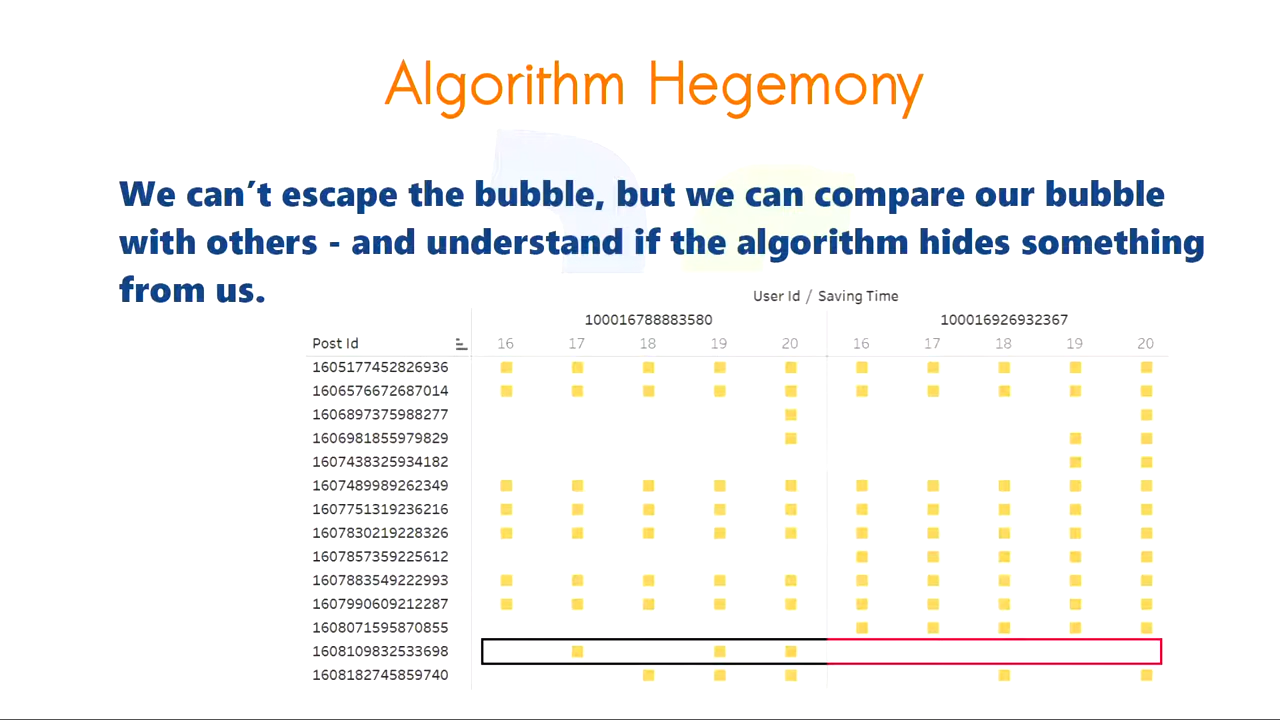 Algorithm Hegemony
We can’t escape the bubble, but we can compare our bubble
with others - and understand if the algorithm hides something
from us.
User Id / Saving Time
100016788883580 100016926932367
Post Id 16 17 18 19 20 16 17 18 19 20
1605177452826936
1606576672687014
1606897375988277
1606981855979829
1607438325934182
1607489989262349
1607751319236216
1607830219228326
1607857359225612
1607883549222993
1607990609212287
1608071595870855
1608109832533698
1608182745859740